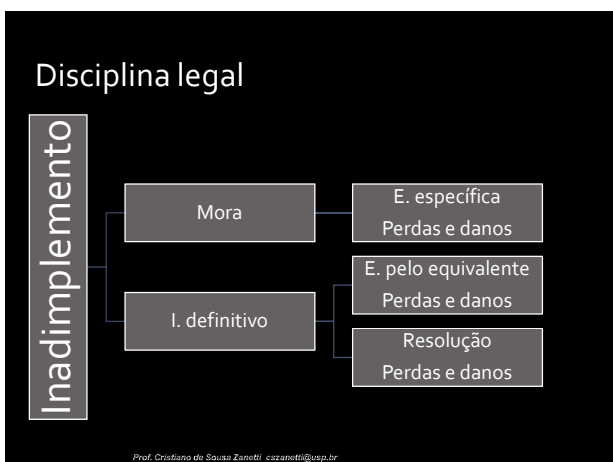 Disciplina legal
Inadimplemento
Mora
E. específica
Perdas e danos
I. definitivo
E. pelo equivalente
Perdas e danos
Resolução
Perdas e danos
Prof. Cristiano de Sousa Zanetti cszanetti@usp.br